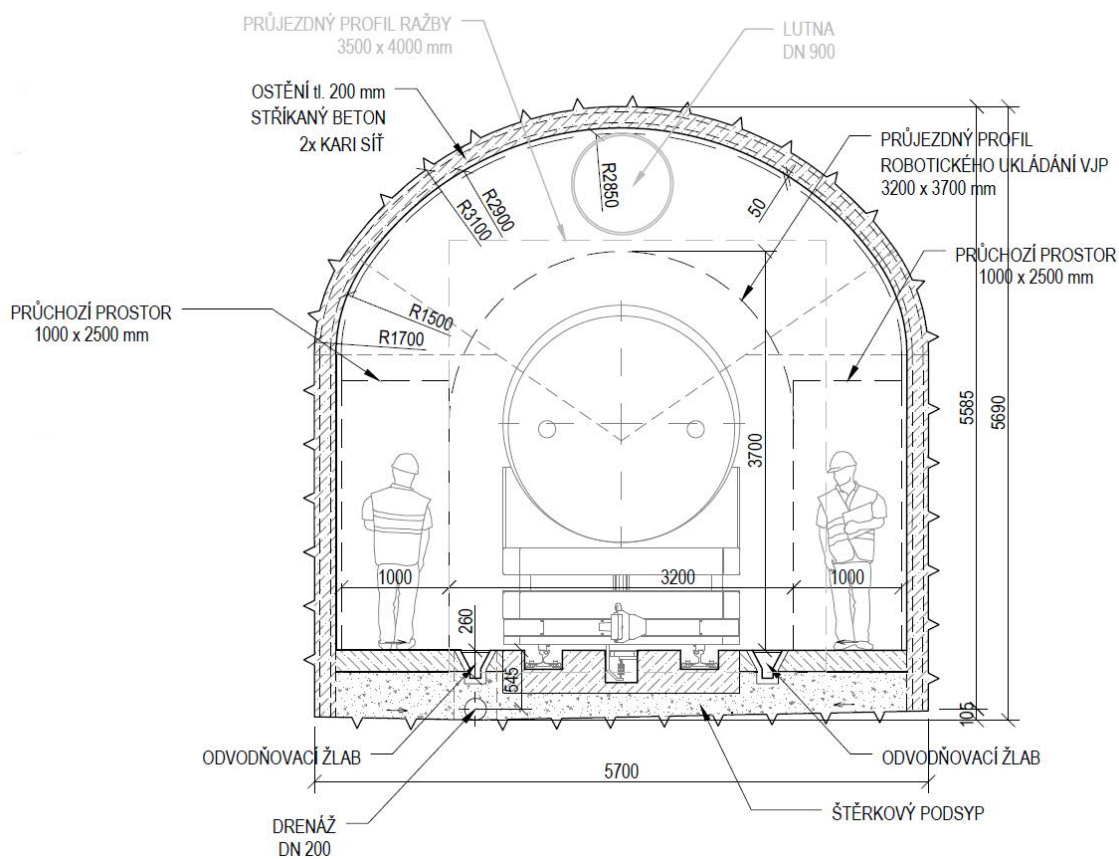 PRŮJEZDNÝ PROFIL RAŽBY
3500 x 4000 mm
LUTNA
DN 900
OSTĚNÍ tl. 200 mm
STŘÍKANÝ BETON
2x KARI SÍŤ
PRŮJEZDNÝ PROFIL
ROBOTICKÉHO UKLÁDÁNÍ VJP
3200 x 3700 mm
R2850
R2900
R3100
50
PRŮCHOZÍ PROSTOR
1000 x 2500 mm
PRŮCHOZÍ PROSTOR
1000 x 2500 mm
R1500
R1700
5585
5690
3700
1000
3200
1000
260
545
105
ODVODŇOVACÍ ŽLAB
ODVODŇOVACÍ ŽLAB
5700
ŠTĚRKOVÝ PODSYP
DRENÁŽ
DN 200